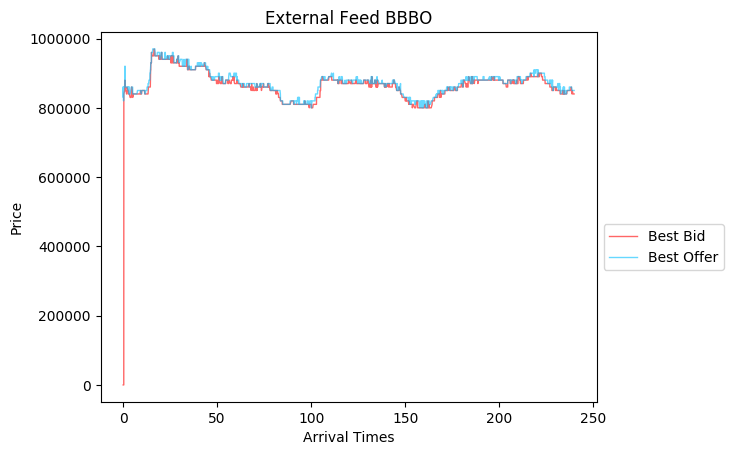 External Feed BBBO
1000000
800000
600000
400000
200000
0
Price
0 50 100 150 200 250
Arrival Times
Best Bid
Best Offer